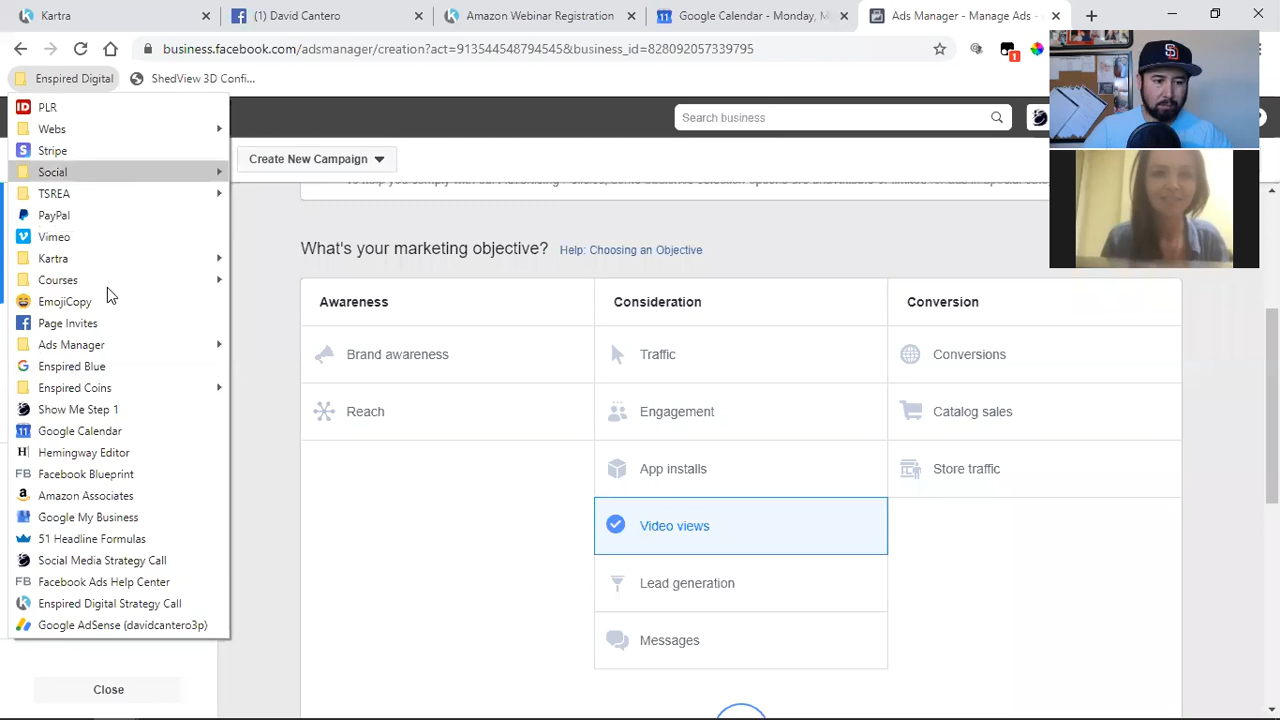 Kartra
(1) David Cantero
Amazon Webinar Registration
Google Calendar - Monday, M
Ads Manager - Manage Ads -
business.facebook.com/adsma
act=913544548794545&business_id=828092057339795
1
Enspired Digital
ShedView 3D Confi...
PLR
Webs
Stripe
Social
TSREA
PayPal
Vimeo
Kartra
Courses
EmojiCopy
Page Invites
Ads Manager
Enspired Blue
Enspired Coins
Show Me Step 1
Google Calendar
Hemingway Editor
Facebook Blueprint
Amazon Associates
Google My Business
51 Headline Formulas
Social Media Strategy Call
Facebook Ads Help Center
Enspired Digital Strategy Call
Google AdSense (davidcantero3p)
Close
Search business
Create New Campaign
What's your marketing objective?
Help: Choosing an Objective
Awareness
Consideration
Conversion
Brand awareness
Traffic
Conversions
Reach
Engagement
Catalog sales
App installs
Store traffic
Video views
Lead generation
Messages